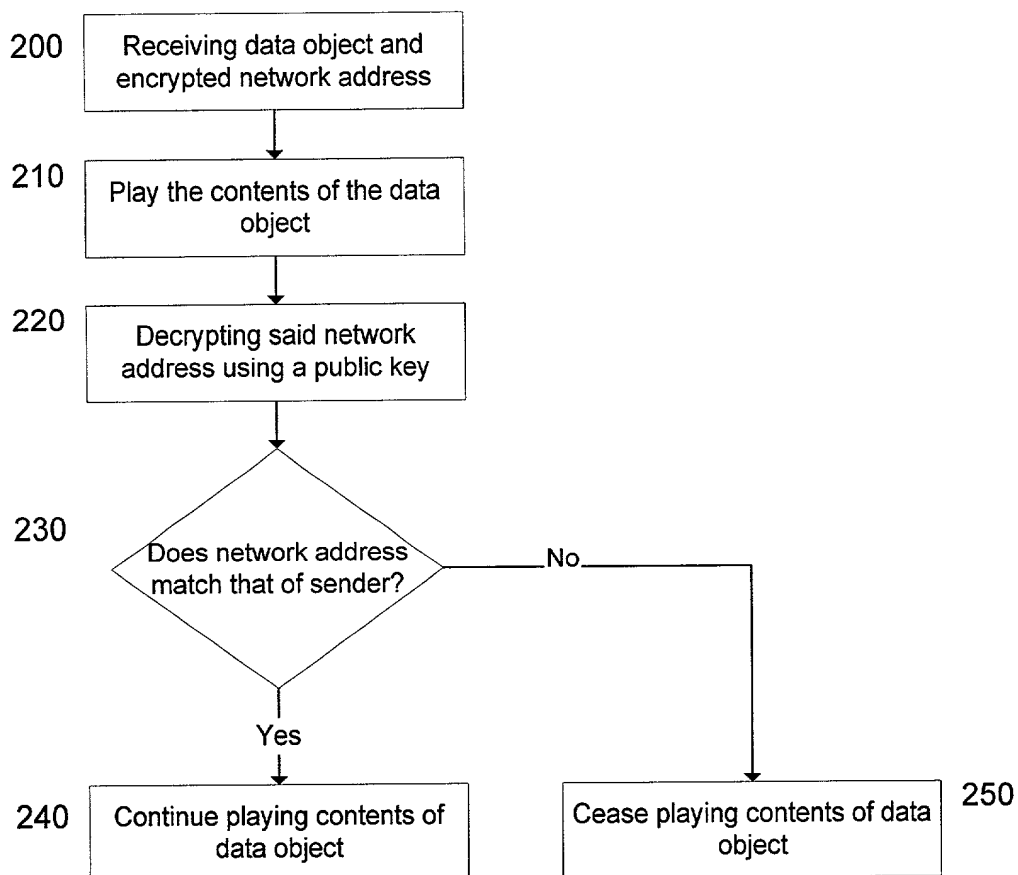 200
Receiving data object and
encrypted network address
210
Play the contents of the data
object
220
Decrypting said network
address using a public key
230
Does network address
match that of sender?
No
Yes
240
Continue playing contents of
data object
Cease playing contents of data
object
250